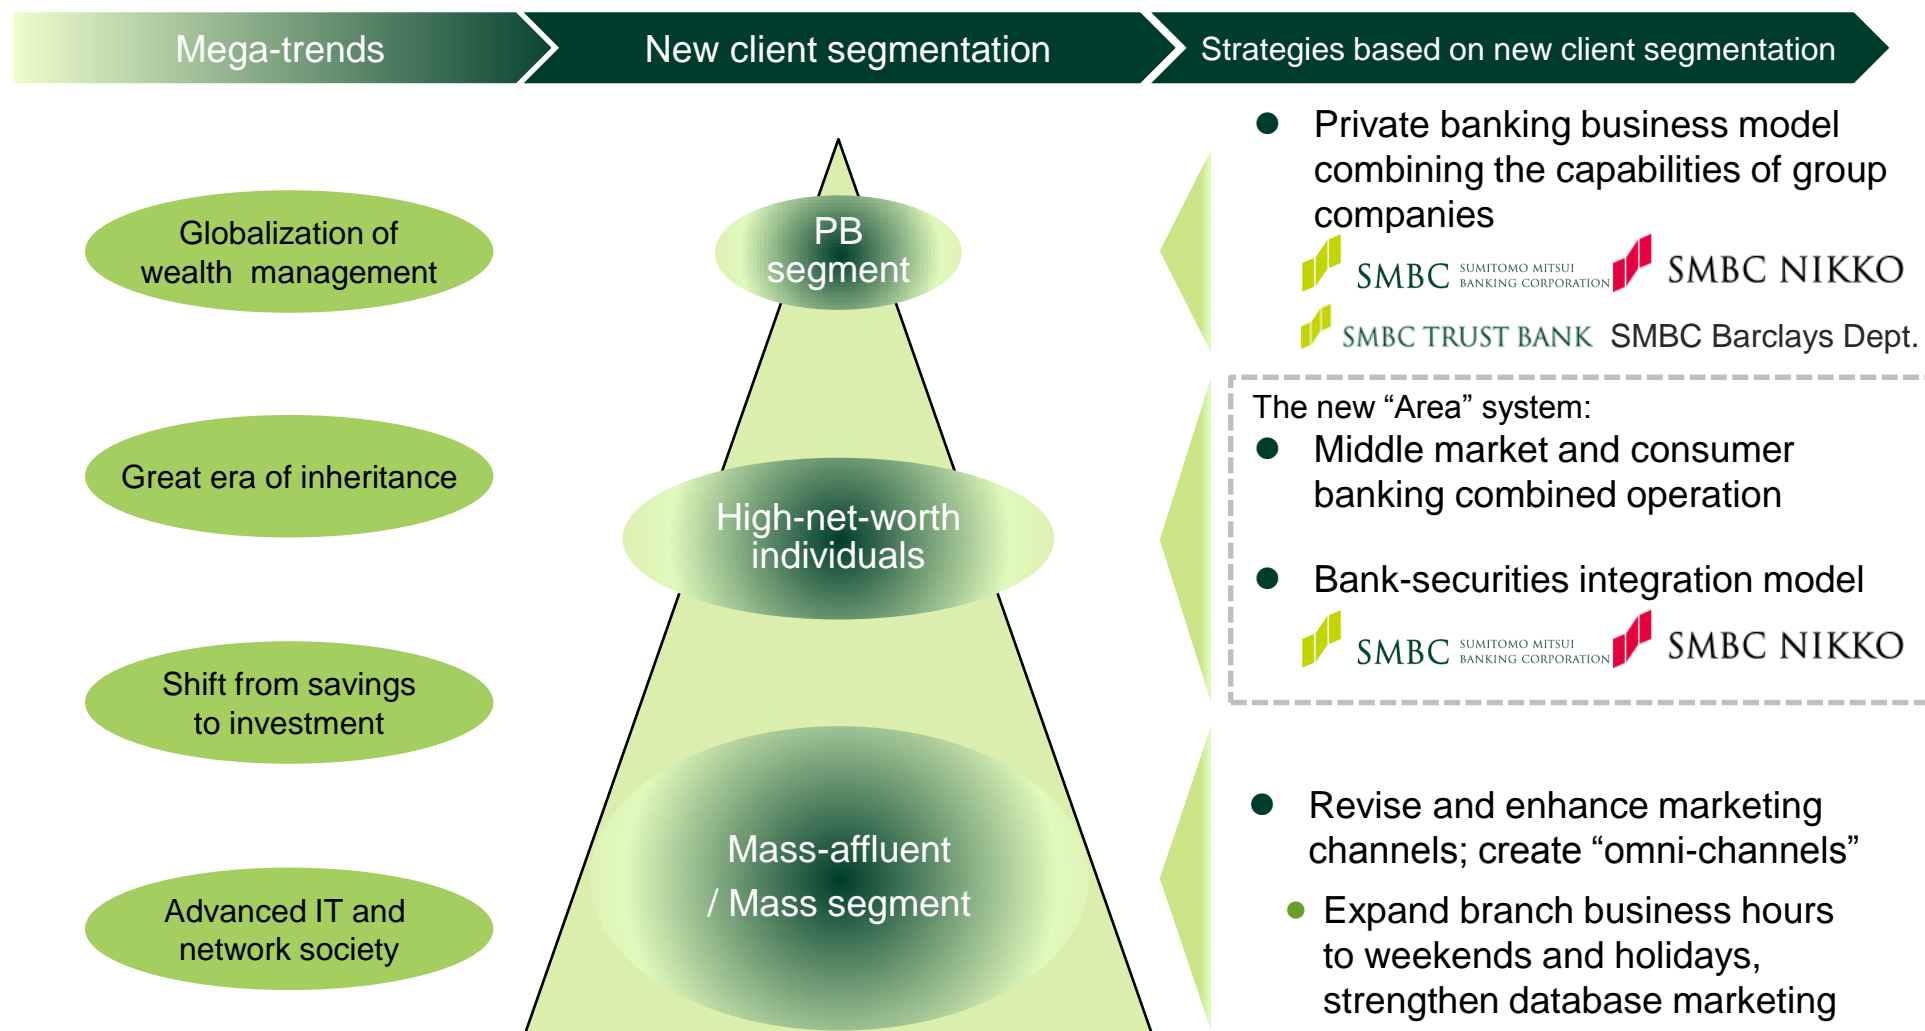 Mega-trends
New client segmentation
Strategies based on new client segmentation
Globalization of
wealth management
Great era of inheritance
Shift from savings
to investment
Advanced IT and
network society
PB
segment
High-net-worth
individuals
Mass-affluent
/ Mass segment
Private banking business model
combining the capabilities of group
companies
SMBC SUMITOMO MITSUI
BANKING CORPORATION
SMBC NIKKO
SMBC TRUST BANK SMBC Barclays Dept.
The new “Area” system:
Middle market and consumer
banking combined operation
Bank-securities integration model
SMBC SUMITOMO MITSUI
BANKING CORPORATION
SMBC NIKKO
Revise and enhance marketing
channels; create “omni-channels”
Expand branch business hours
to weekends and holidays,
strengthen database marketing